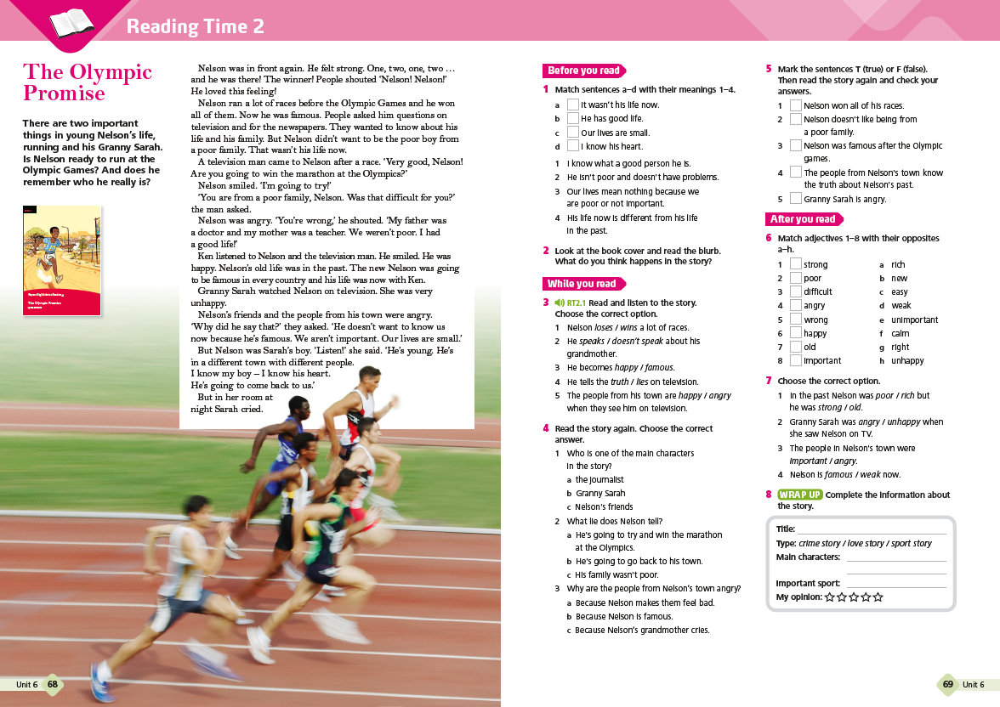 Reading Time 2
The Olympic
Promise
There are two important
things in young Nelson's life,
running and his Granny Sarah.
Is Nelson ready to run at the
Olympic Games? And does he
remember who he really is?
The Olympic Promise
Nelson was in front again. He felt strong. One, two, one, two …
and he was there! The winner! People shouted 'Nelson! Nelson!'
He loved this feeling!
Nelson ran a lot of races before the Olympic Games and he won
all of them. Now he was famous. People asked him questions on
television and for the newspapers. They wanted to know about his
life and his family. But Nelson didn't want to be the poor boy from
a poor family. That wasn't his life now.
A television man came to Nelson after a race. 'Very good, Nelson!
Are you going to win the marathon at the Olympics?'
Nelson smiled. 'I'm going to try!'
'You are from a poor family, Nelson. Was that difficult for you?'
the man asked.
Nelson was angry. 'You're wrong,' he shouted. 'My father was
a doctor and my mother was a teacher. We weren't poor. I had
a good life!'
Ken listened to Nelson and the television man. He smiled. He was
happy. Nelson's old life was in the past. The new Nelson was going
to be famous in every country and his life was now with Ken.
Granny Sarah watched Nelson on television. She was very
unhappy.
Nelson's friends and the people from his town were angry.
'Why did he say that?' they asked. 'He doesn't want to know us
now because he's famous. We aren't important. Our lives are small.'
But Nelson was Sarah's boy. 'Listen!' she said. 'He's young. He's
in a different town with different people.
I know my boy – I know his heart.
He's going to come back to us.'
But in her room at
night Sarah cried.
Unit 6 68
Before you read
1 Match sentences a–d with their meanings 1–4.
a It wasn't his life now.
b He has good life.
c Our lives are small.
d I know his heart.
1 I know what a good person he is.
2 He isn't poor and doesn't have problems.
3 Our lives mean nothing because we
are poor or not important.
4 His life now is different from his life
in the past.
2 Look at the book cover and read the blurb.
What do you think happens in the story?
While you read
3 RT2.1 Read and listen to the story.
Choose the correct option.
1 Nelson loses / wins a lot of races.
2 He speaks / doesn't speak about his
grandmother.
3 He becomes happy / famous.
4 He tells the truth / lies on television.
5 The people from his town are happy / angry
when they see him on television.
4 Read the story again. Choose the correct
answer.
1 Who is one of the main characters
in the story?
a the journalist
b Granny Sarah
c Nelson's friends
2 What lie does Nelson tell?
a He's going to try and win the marathon
at the Olympics.
b He's going to go back to his town.
c His family wasn't poor.
3 Why are the people from Nelson's town angry?
a Because Nelson makes them feel bad.
b Because Nelson is famous.
c Because Nelson's grandmother cries.
5 Mark the sentences T (true) or F (false).
Then read the story again and check your
answers.
1 Nelson won all of his races.
2 Nelson doesn't like being from
a poor family.
3 Nelson was famous after the Olympic
games.
4 The people from Nelson's town know
the truth about Nelson's past.
5 Granny Sarah is angry.
After you read
6 Match adjectives 1–8 with their opposites
a–h.
1 strong a rich
2 poor b new
3 difficult c easy
4 angry d weak
5 wrong e unimportant
6 happy f calm
7 old g right
8 important h unhappy
7 Choose the correct option.
1 In the past Nelson was poor / rich but
he was strong / old.
2 Granny Sarah was angry / unhappy when
she saw Nelson on TV.
3 The people in Nelson's town were
important / angry.
4 Nelson is famous / weak now.
8 WRAP UP Complete the information about
the story.
Title:
Type: crime story / love story / sport story
Main characters:
Important sport:
My opinion:
69 Unit 6